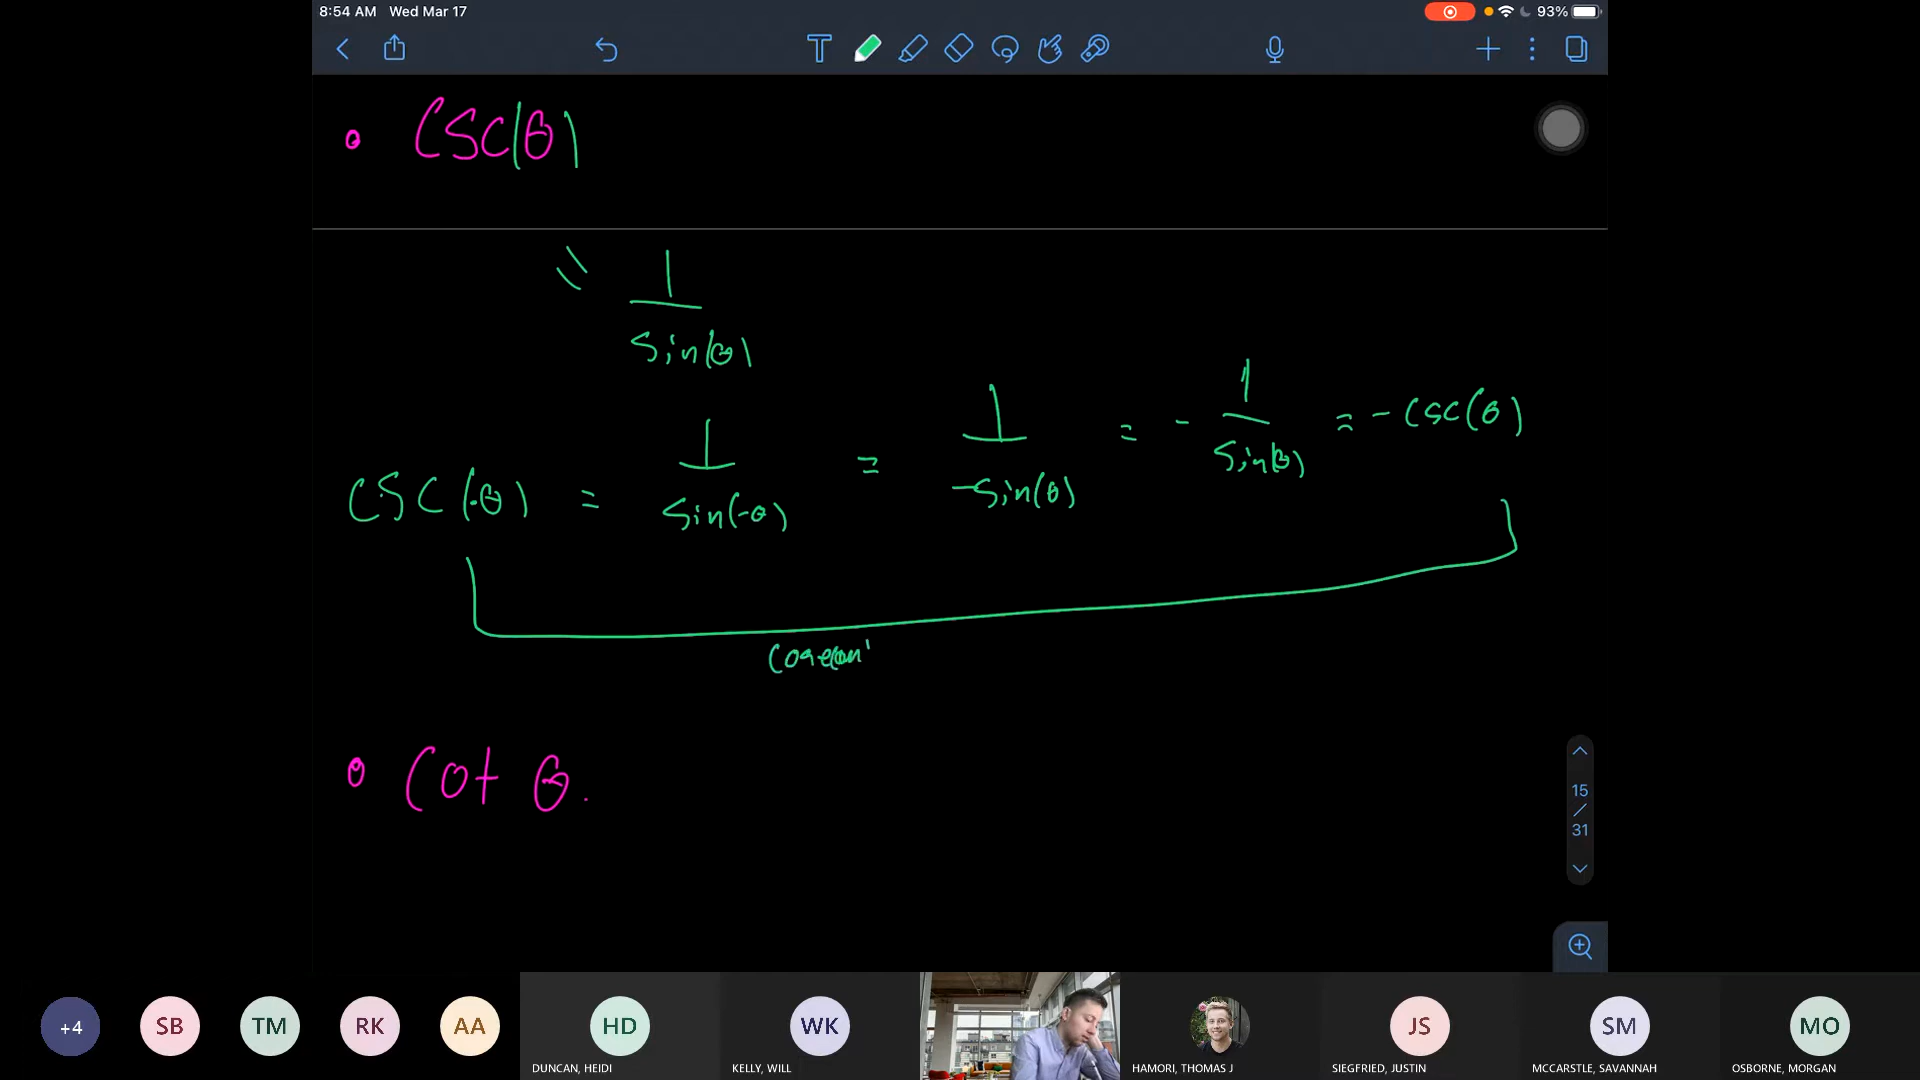 8:54 AM Wed Mar 17 93%
• CSC(θ)
= 1/sin(θ)
CSC(-θ) = 1/sin(-θ) = 1/-sin(θ) = - 1/sin(θ) = - CSC(θ)
• Cot θ.
15
/
31
+4 SB TM RK AA HD WK JS SM MO
DUNCAN, HEIDI KELLY, WILL HAMORI, THOMAS J SIEGFRIED, JUSTIN MCCARSTLE, SAVANNAH OSBORNE, MORGAN